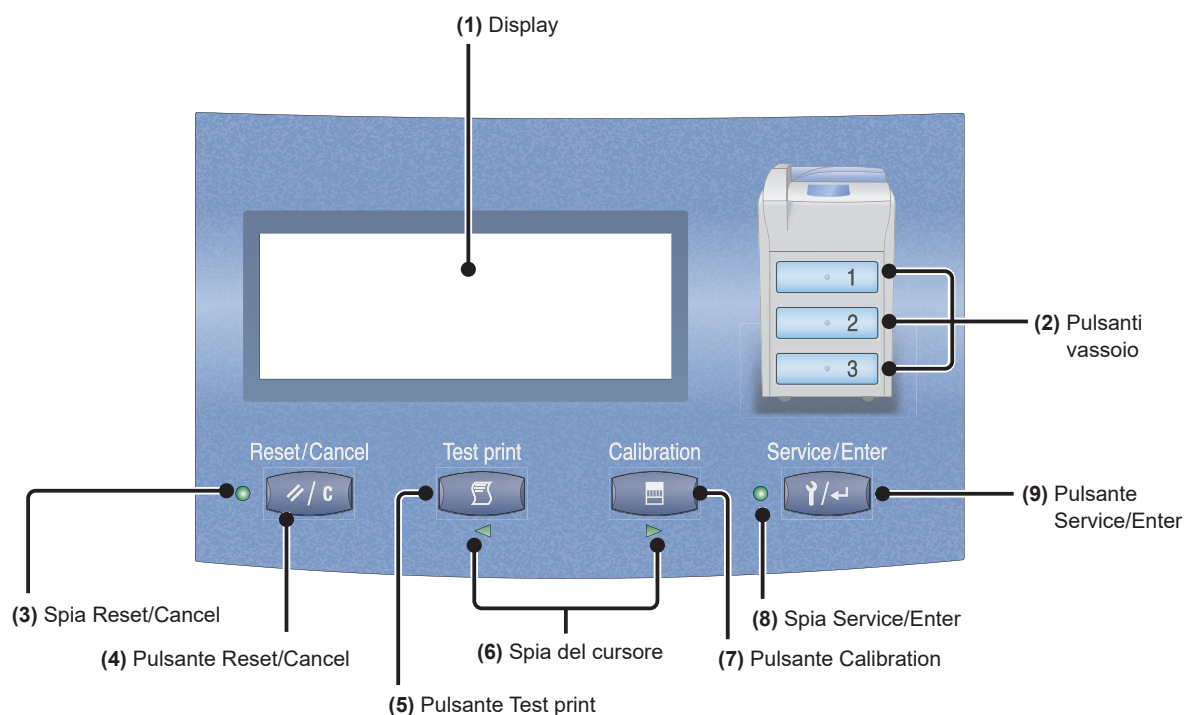 (1) Display
1
2
3
(2) Pulsanti
vassoio
Reset/Cancel
Test print
Calibration
Service/Enter
// / C
(9) Pulsante
Service/Enter
(3) Spia Reset/Cancel
(8) Spia Service/Enter
(6) Spia del cursore
(4) Pulsante Reset/Cancel
(7) Pulsante Calibration
(5) Pulsante Test print